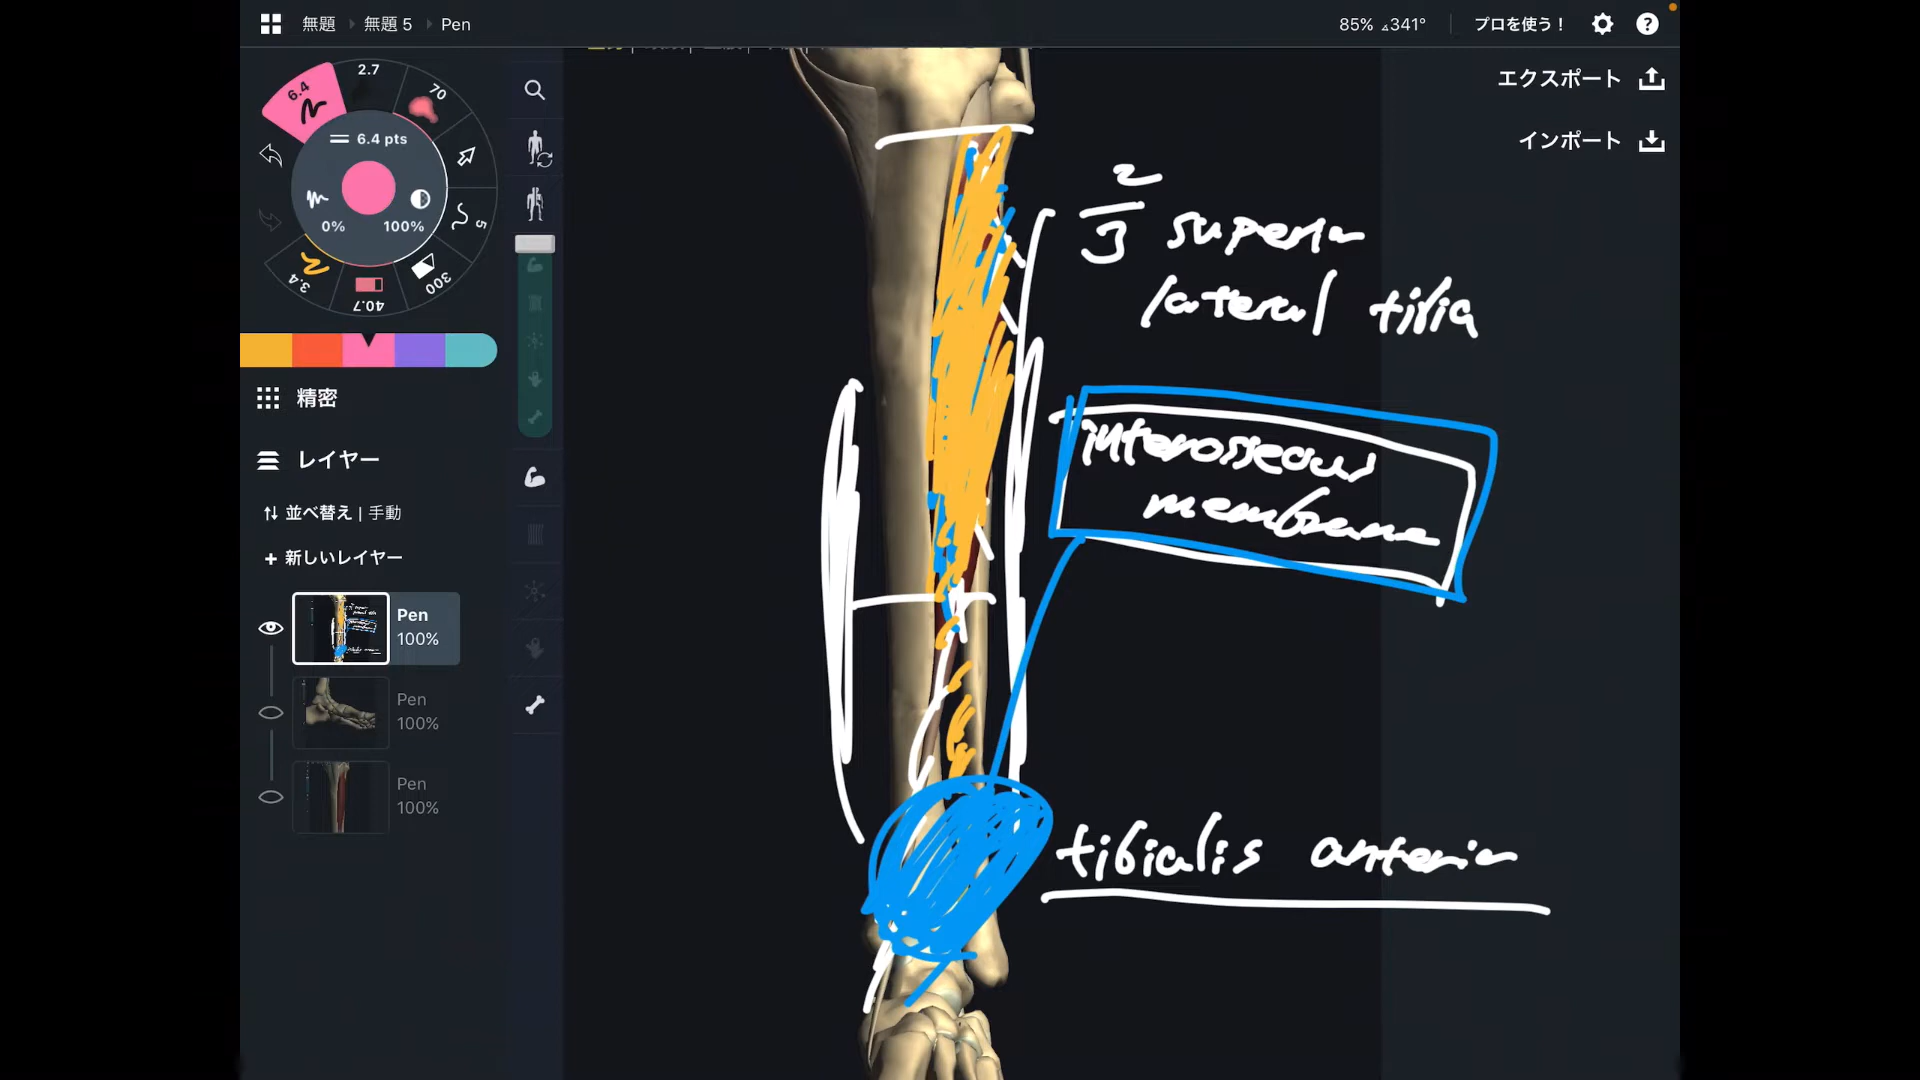 無題 › 無題 5 › Pen
85% ⊿341°
プロを使う！
エクスポート
インポート
2.7
6.4
70
6.4 pts
0%
100%
5
3.4
40.7
300
精密
レイヤー
並べ替え | 手動
+ 新しいレイヤー
Pen
100%
Pen
100%
Pen
100%
2
3 superior
lateral tibia
interosseous
membrane
tibialis anterior